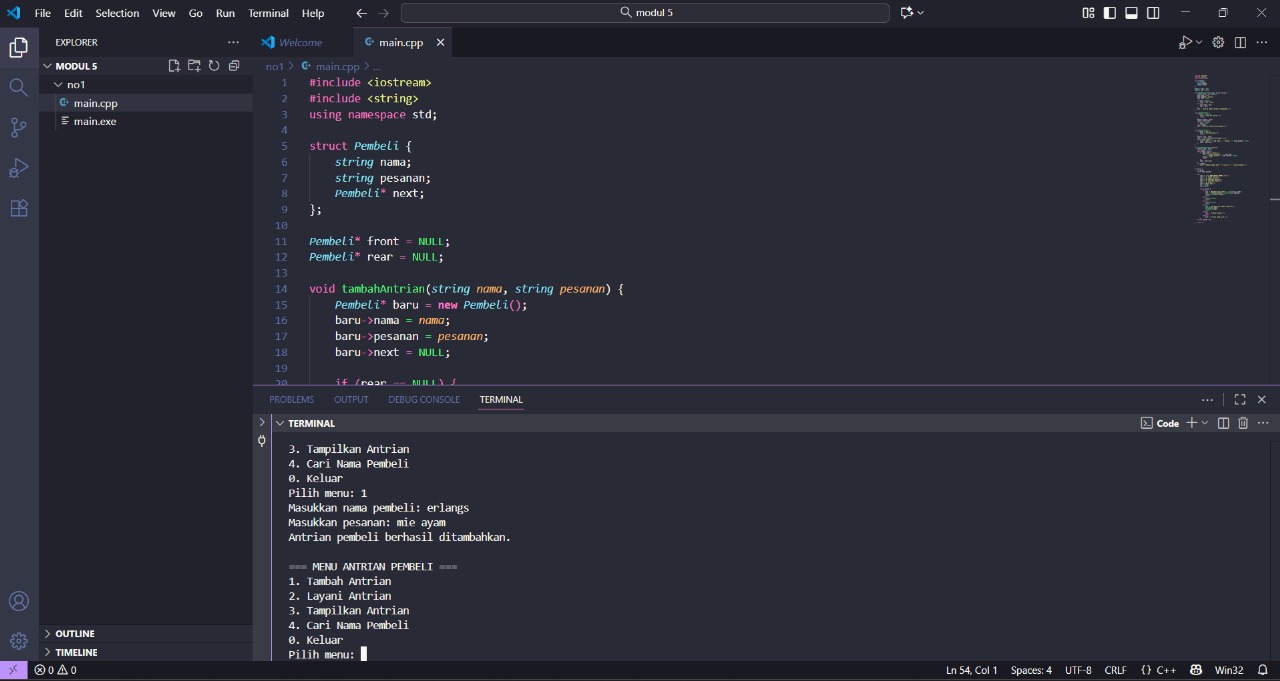 File Edit Selection View Go Run Terminal Help
modul 5
EXPLORER
Welcome
main.cpp
MODUL 5
no1
main.cpp
main.exe
OUTLINE
TIMELINE
no1 > main.cpp > ...
1 #include <iostream>
2 #include <string>
3 using namespace std;
4
5 struct Pembeli {
6 string nama;
7 string pesanan;
8 Pembeli* next;
9 };
10
11 Pembeli* front = NULL;
12 Pembeli* rear = NULL;
13
14 void tambahAntrian(string nama, string pesanan) {
15 Pembeli* baru = new Pembeli();
16 baru->nama = nama;
17 baru->pesanan = pesanan;
18 baru->next = NULL;
19
20 if (rear == NULL) {
PROBLEMS OUTPUT DEBUG CONSOLE TERMINAL
TERMINAL
Code
3. Tampilkan Antrian
4. Cari Nama Pembeli
0. Keluar
Pilih menu: 1
Masukkan nama pembeli: erlangs
Masukkan pesanan: mie ayam
Antrian pembeli berhasil ditambahkan.
=== MENU ANTRIAN PEMBELI ===
1. Tambah Antrian
2. Layani Antrian
3. Tampilkan Antrian
4. Cari Nama Pembeli
0. Keluar
Pilih menu:
0 0
Ln 54, Col 1 Spaces: 4 UTF-8 CRLF {} C++ Win32